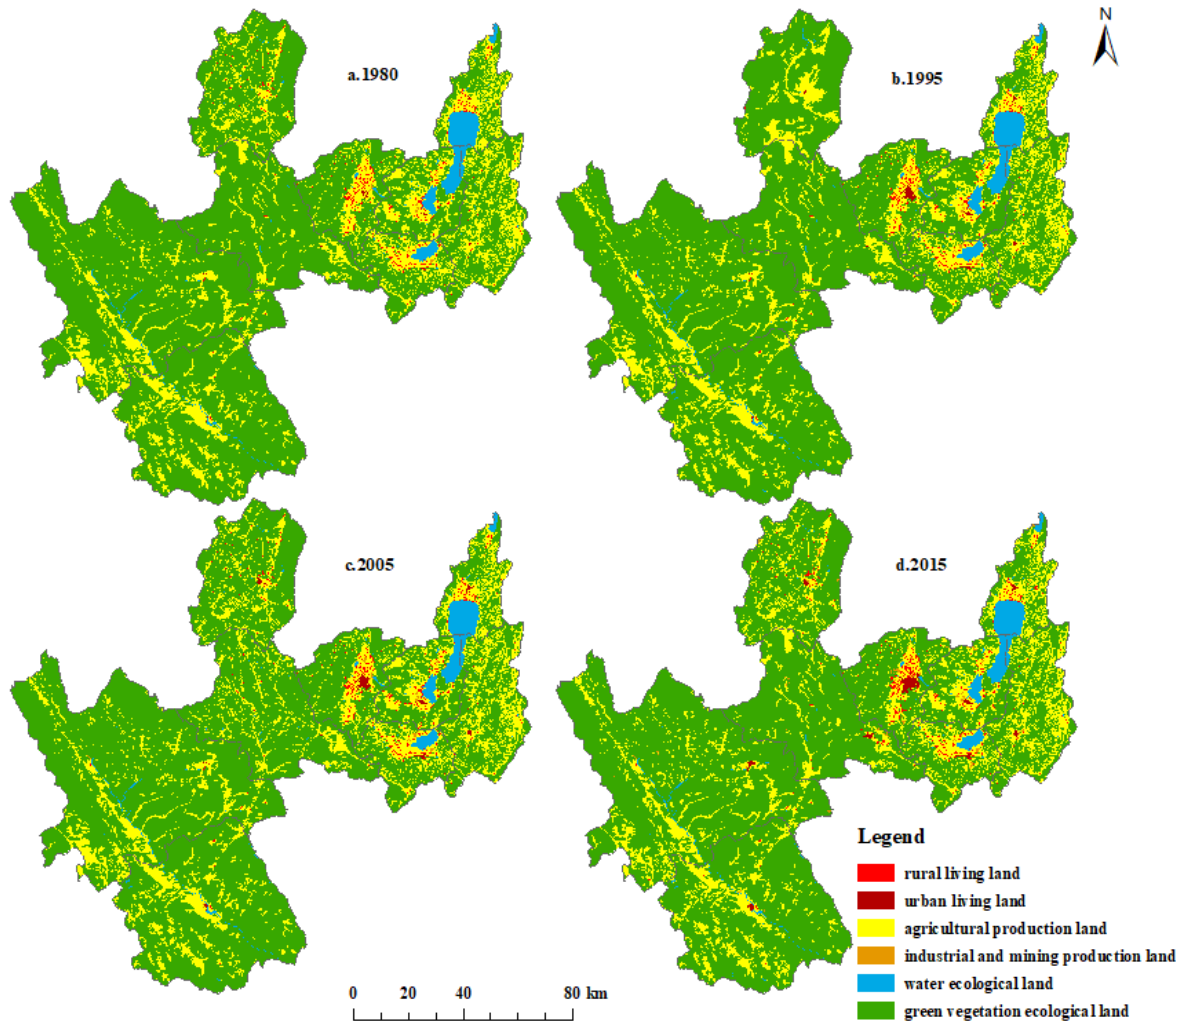 N
a.1980
b.1995
c.2005
d.2015
Legend
rural living land
urban living land
agricultural production land
industrial and mining production land
water ecological land
green vegetation ecological land
0 20 40 80 km